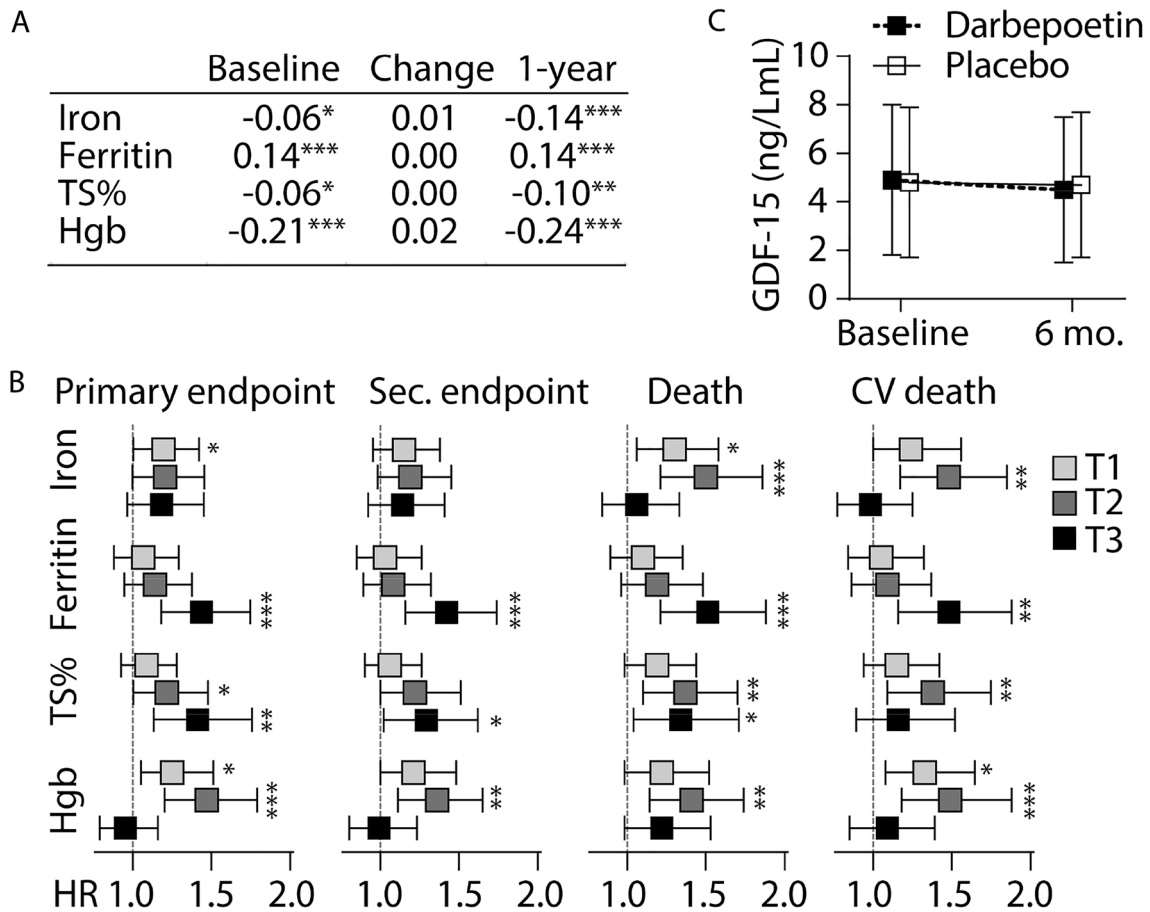 A
Baseline Change 1-year
Iron -0.06* 0.01 -0.14***
Ferritin 0.14*** 0.00 0.14***
TS% -0.06* 0.00 -0.10**
Hgb -0.21*** 0.02 -0.24***
C
Darbepoetin
Placebo
GDF-15 (ng/LmL)
10
8
6
4
2
0
Baseline 6 mo.
B
Primary endpoint Sec. endpoint Death CV death
Iron
* * *** **
Ferritin
*** *** *** **
TS%
* ** **
** * *
Hgb
* *
*** ** ** ***
T1
T2
T3
HR 1.0 1.5 2.0 1.0 1.5 2.0 1.0 1.5 2.0 1.0 1.5 2.0